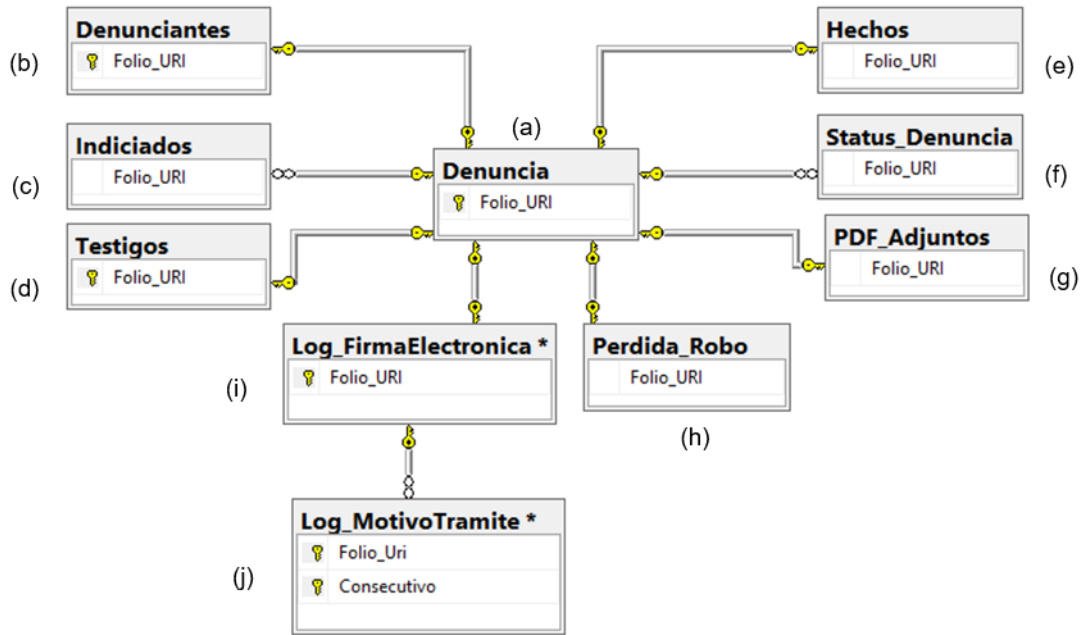 Denunciantes
Folio_URI
(b)
Hechos
Folio_URI
(e)
(a)
Indiciados
Folio_URI
(c)
Denuncia
Folio_URI
Status_Denuncia
Folio_URI
(f)
Testigos
Folio_URI
(d)
PDF_Adjuntos
Folio_URI
(g)
Log_FirmaElectronica *
Folio_URI
(i)
Perdida_Robo
Folio_URI
(h)
Log_MotivoTramite *
Folio_Uri
Consecutivo
(j)